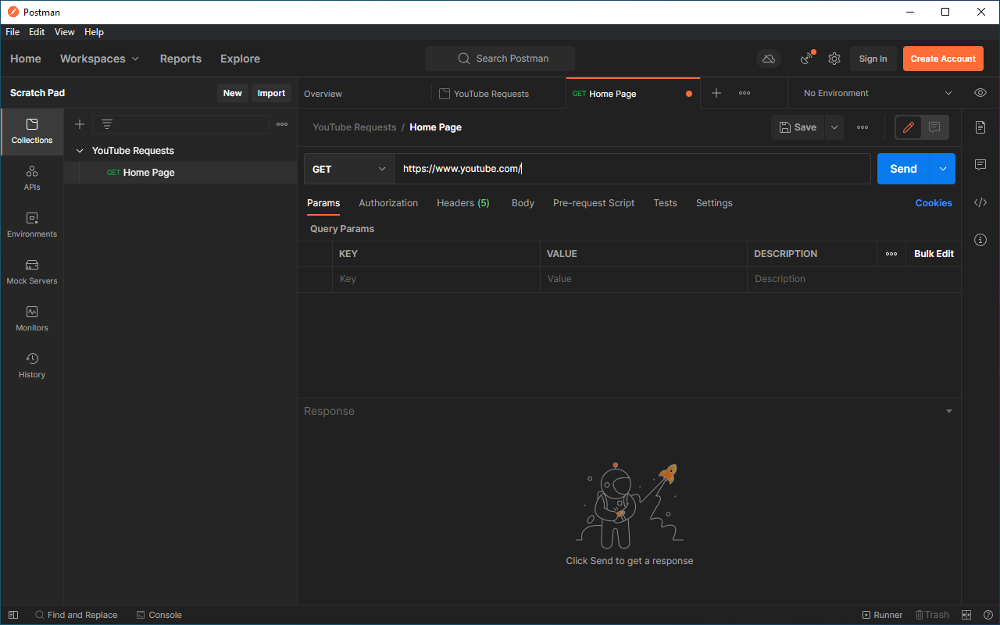 Postman
File Edit View Help
Home Workspaces Reports Explore Search Postman Sign In Create Account
Scratch Pad New Import
Overview YouTube Requests GET Home Page No Environment
Collections
APIs
Environments
Mock Servers
Monitors
History
YouTube Requests
GET Home Page
YouTube Requests / Home Page Save
GET https://www.youtube.com/ Send
Params Authorization Headers (5) Body Pre-request Script Tests Settings Cookies
Query Params
KEY VALUE DESCRIPTION Bulk Edit
Key Value Description
Response
Click Send to get a response
Find and Replace Console Runner Trash